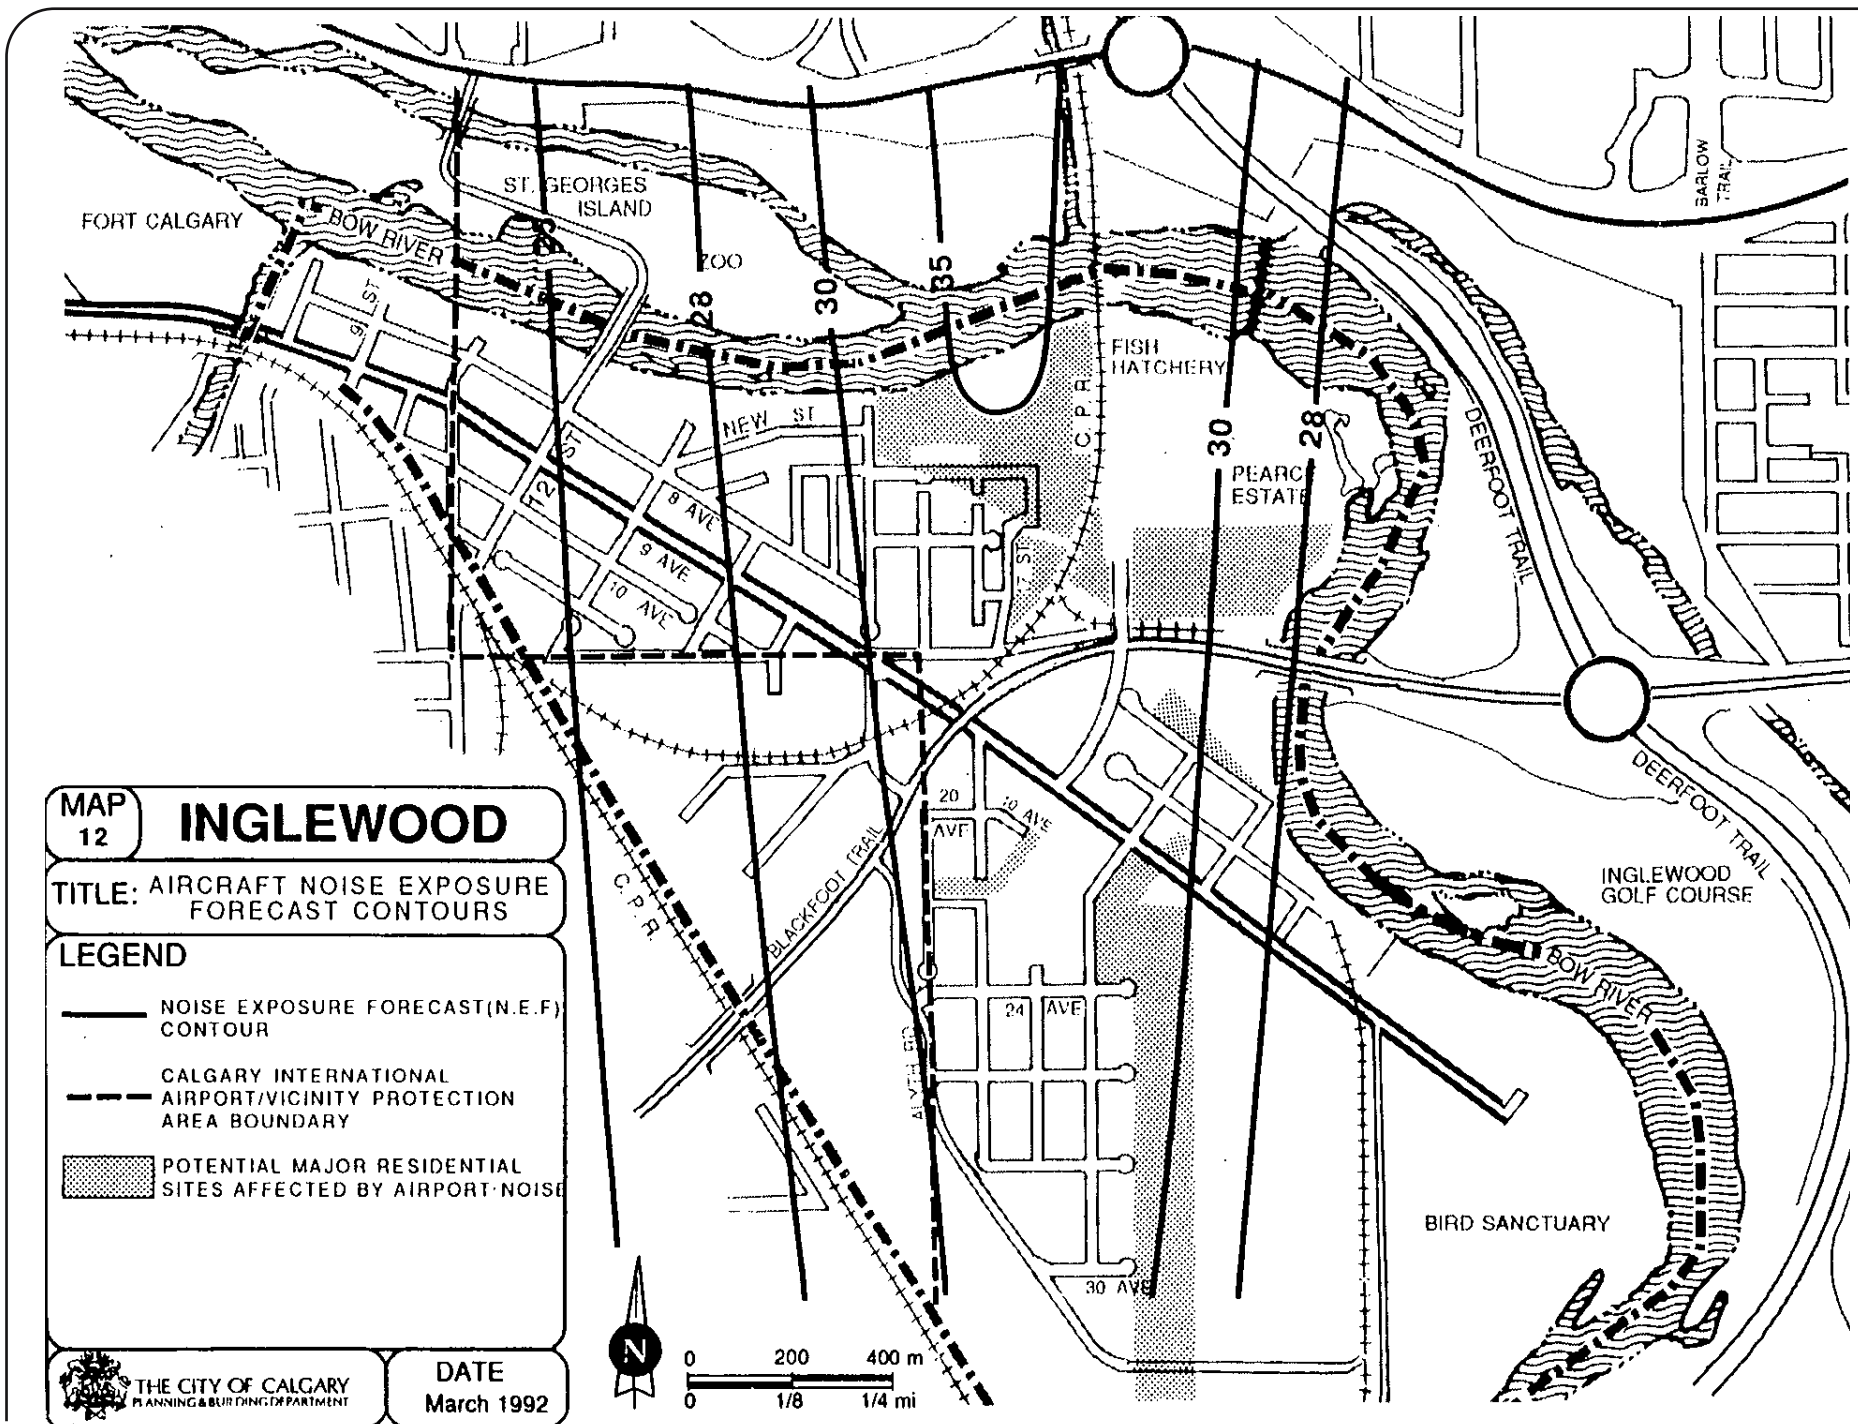 BARLOW
TRAIL
ST. GEORGES
ISLAND
FORT CALGARY
BOW RIVER
25
ZOO
28
30
35
9 ST
FISH
HATCHERY
C.P.R.
NEW ST
30
28
DEERFOOT TRAIL
PEARCE
ESTATE
12 ST
8 AVE
9 AVE
10 AVE
17 ST
DEERFOOT TRAIL
20
AVE
19 AVE
BLACKFOOT TRAIL
C.P.R.
INGLEWOOD
GOLF COURSE
BOW RIVER
24 AVE
ALYTH RD
BIRD SANCTUARY
30 AVE
MAP
12
INGLEWOOD
TITLE: AIRCRAFT NOISE EXPOSURE
FORECAST CONTOURS
LEGEND
NOISE EXPOSURE FORECAST(N.E.F)
CONTOUR
CALGARY INTERNATIONAL
AIRPORT/VICINITY PROTECTION
AREA BOUNDARY
POTENTIAL MAJOR RESIDENTIAL
SITES AFFECTED BY AIRPORT NOISE
THE CITY OF CALGARY
PLANNING & BUILDING DEPARTMENT
DATE
March 1992
N
0 200 400 m
0 1/8 1/4 mi